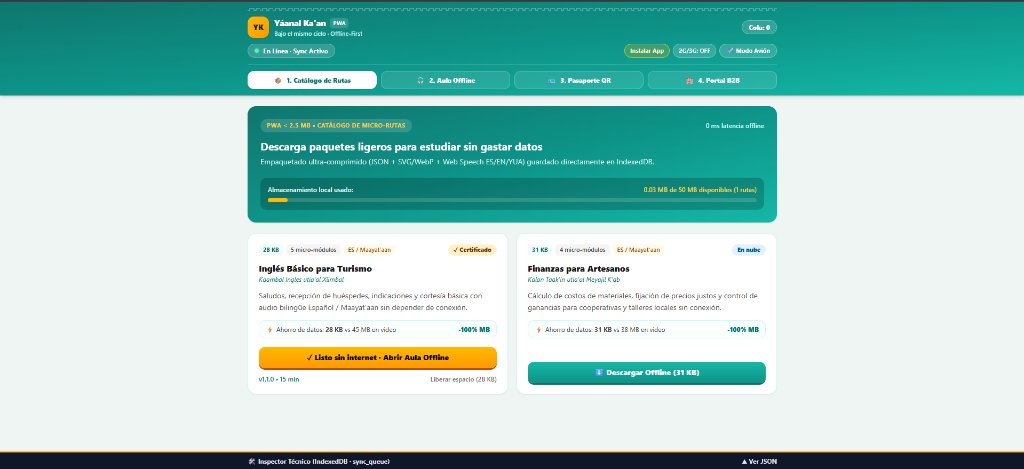 YK
Yáanal Ka'an PWA
Bajo el mismo cielo · Offline-First
Cola: 0
En Línea · Sync Activo
Instalar App
2G/3G: OFF
Modo Avión
1. Catálogo de Rutas
2. Aula Offline
3. Pasaporte QR
4. Portal B2B
PWA < 2.5 MB • CATÁLOGO DE MICRO-RUTAS
0 ms latencia offline
Descarga paquetes ligeros para estudiar sin gastar datos
Empaquetado ultra-comprimido (JSON + SVG/WebP + Web Speech ES/EN/YUA) guardado directamente en IndexedDB.
Almacenamiento local usado:
0.03 MB de 50 MB disponibles (1 rutas)
28 KB
5 micro-módulos
ES / Maayat'aan
✓ Certificado
Inglés Básico para Turismo
Kaambal Ingles utia'al Xíimbal
Saludos, recepción de huéspedes, indicaciones y cortesía básica con
audio bilingüe Español / Maayat'aan sin depender de conexión.
⚡ Ahorro de datos: 28 KB vs 45 MB en video
-100% MB
✓ Listo sin internet · Abrir Aula Offline
v1.1.0 • 15 min
Liberar espacio (28 KB)
31 KB
4 micro-módulos
ES / Maayat'aan
En nube
Finanzas para Artesanos
Cálculo de costos de materiales, fijación de precios justos y control de
ganancias para cooperativas y talleres locales sin conexión.
⚡ Ahorro de datos: 31 KB vs 38 MB en video
-100% MB
⬇ Descargar Offline (31 KB)
🛠 Inspector Técnico (IndexedDB · sync_queue)
▲ Ver JSON